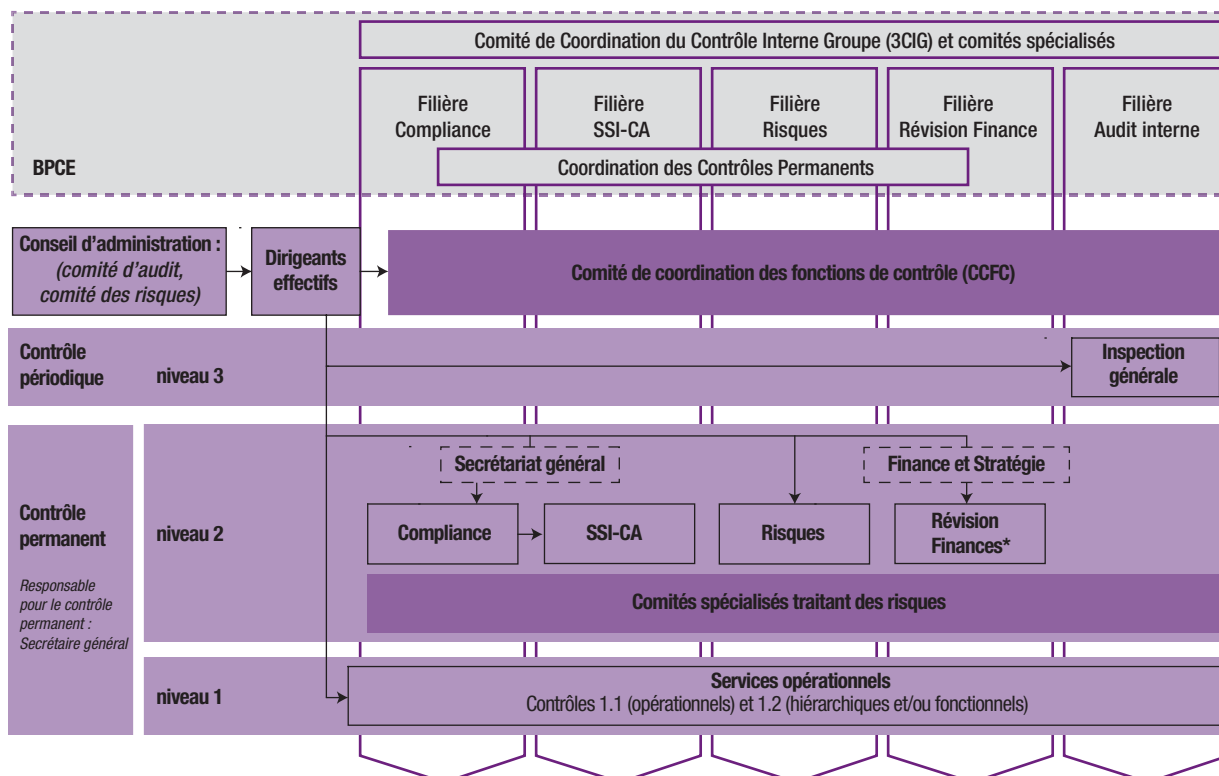 Comité de Coordination du Contrôle Interne Groupe (3CIG) et comités spécialisés
Filière
Compliance
Filière
SSI-CA
Filière
Risques
Filière
Révision Finance
Filière
Audit interne
BPCE
Coordination des Contrôles Permanents
Conseil d'administration :
(comité d'audit,
comité des risques)
Dirigeants
effectifs
Comité de coordination des fonctions de contrôle (CCFC)
Contrôle
périodique
niveau 3
Inspection
générale
Contrôle
permanent
Responsable
pour le contrôle
permanent :
Secrétaire général
niveau 2
Secrétariat général
Finance et Stratégie
Compliance
SSI-CA
Risques
Révision
Finances*
Comités spécialisés traitant des risques
niveau 1
Services opérationnels
Contrôles 1.1 (opérationnels) et 1.2 (hiérarchiques et/ou fonctionnels)